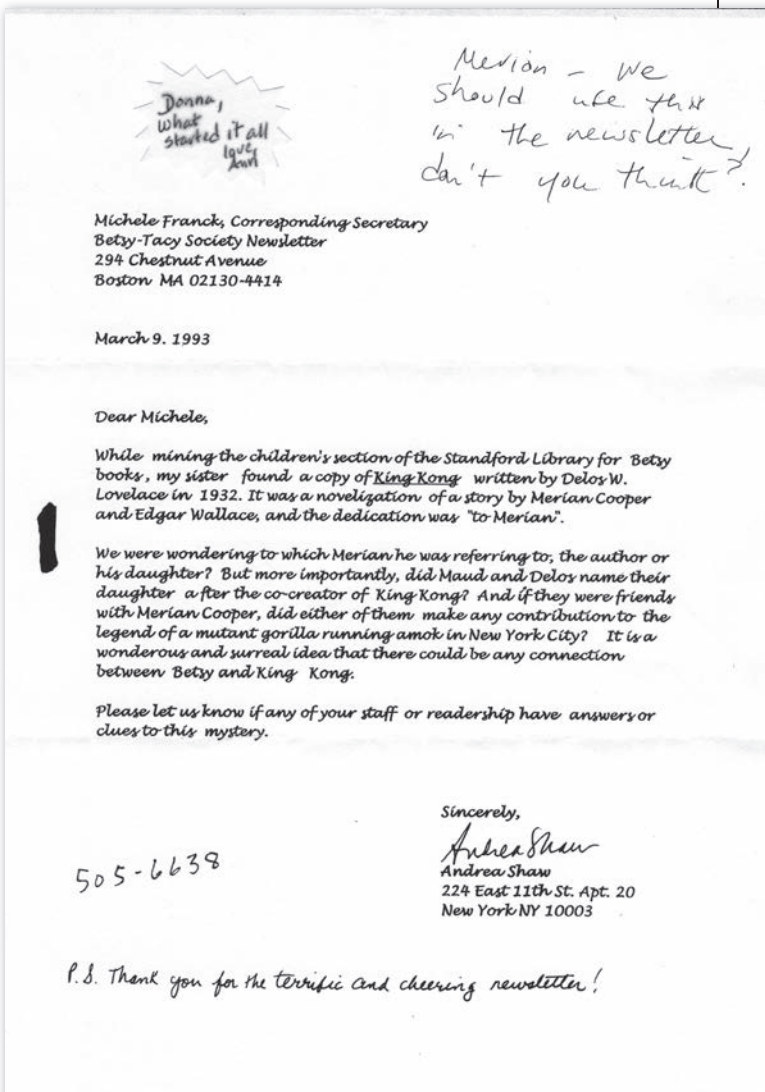 Donna,
what
started it all
love,
Ann
Merion – we
should use this
in the newsletter,
don't you think?
Michele Franck, Corresponding Secretary
Betsy-Tacy Society Newsletter
294 Chestnut Avenue
Boston MA 02130-4414
March 9. 1993
Dear Michele,
While mining the children's section of the Standford Library for Betsy
books, my sister found a copy of King Kong written by Delos W.
Lovelace in 1932. It was a novelization of a story by Merian Cooper
and Edgar Wallace, and the dedication was "to Merian".
We were wondering to which Merian he was referring to, the author or
his daughter? But more importantly, did Maud and Delos name their
daughter a fter the co-creator of King Kong? And if they were friends
with Merian Cooper, did either of them make any contribution to the
legend of a mutant gorilla running amok in New York City? It is a
wonderous and surreal idea that there could be any connection
between Betsy and King Kong.
Please let us know if any of your staff or readership have answers or
clues to this mystery.
Sincerely,
Andrea Shaw
Andrea Shaw
224 East 11th St. Apt. 20
New York NY 10003
505-6638
P.S. Thank you for the terrific and cheering newsletter!